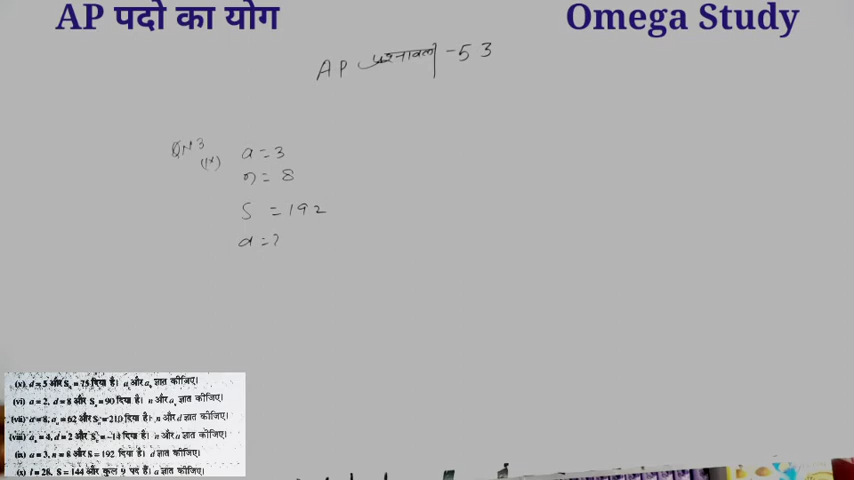 AP पदो का योग
Omega Study
AP प्रश्नावली - 5 3
QN 3
(ix)
a = 3
n = 8
S = 192
d = ?
(v) d = 5 और S₉ = 75 दिया है। a और a₉ ज्ञात कीजिए।
(vi) a = 2, d = 8 और Sₙ = 90 दिया है। n और aₙ ज्ञात कीजिए।
(vii) a = 8, aₙ = 62 और Sₙ = 210 दिया है। n और d ज्ञात कीजिए।
(viii) aₙ = 4, d = 2 और Sₙ = –14 दिया है। n और a ज्ञात कीजिए।
(ix) a = 3, n = 8 और S = 192 दिया है। d ज्ञात कीजिए।
(x) l = 28, S = 144 और कुल 9 पद हैं। a ज्ञात कीजिए।